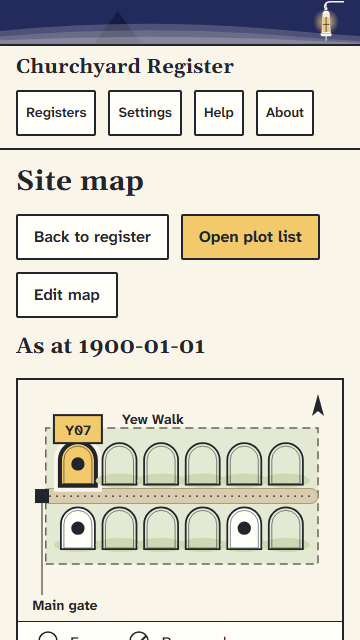 Churchyard Register
Registers
Settings
Help
About
Site map
Back to register
Open plot list
Edit map
As at 1900-01-01
Y07
Yew Walk
Main gate